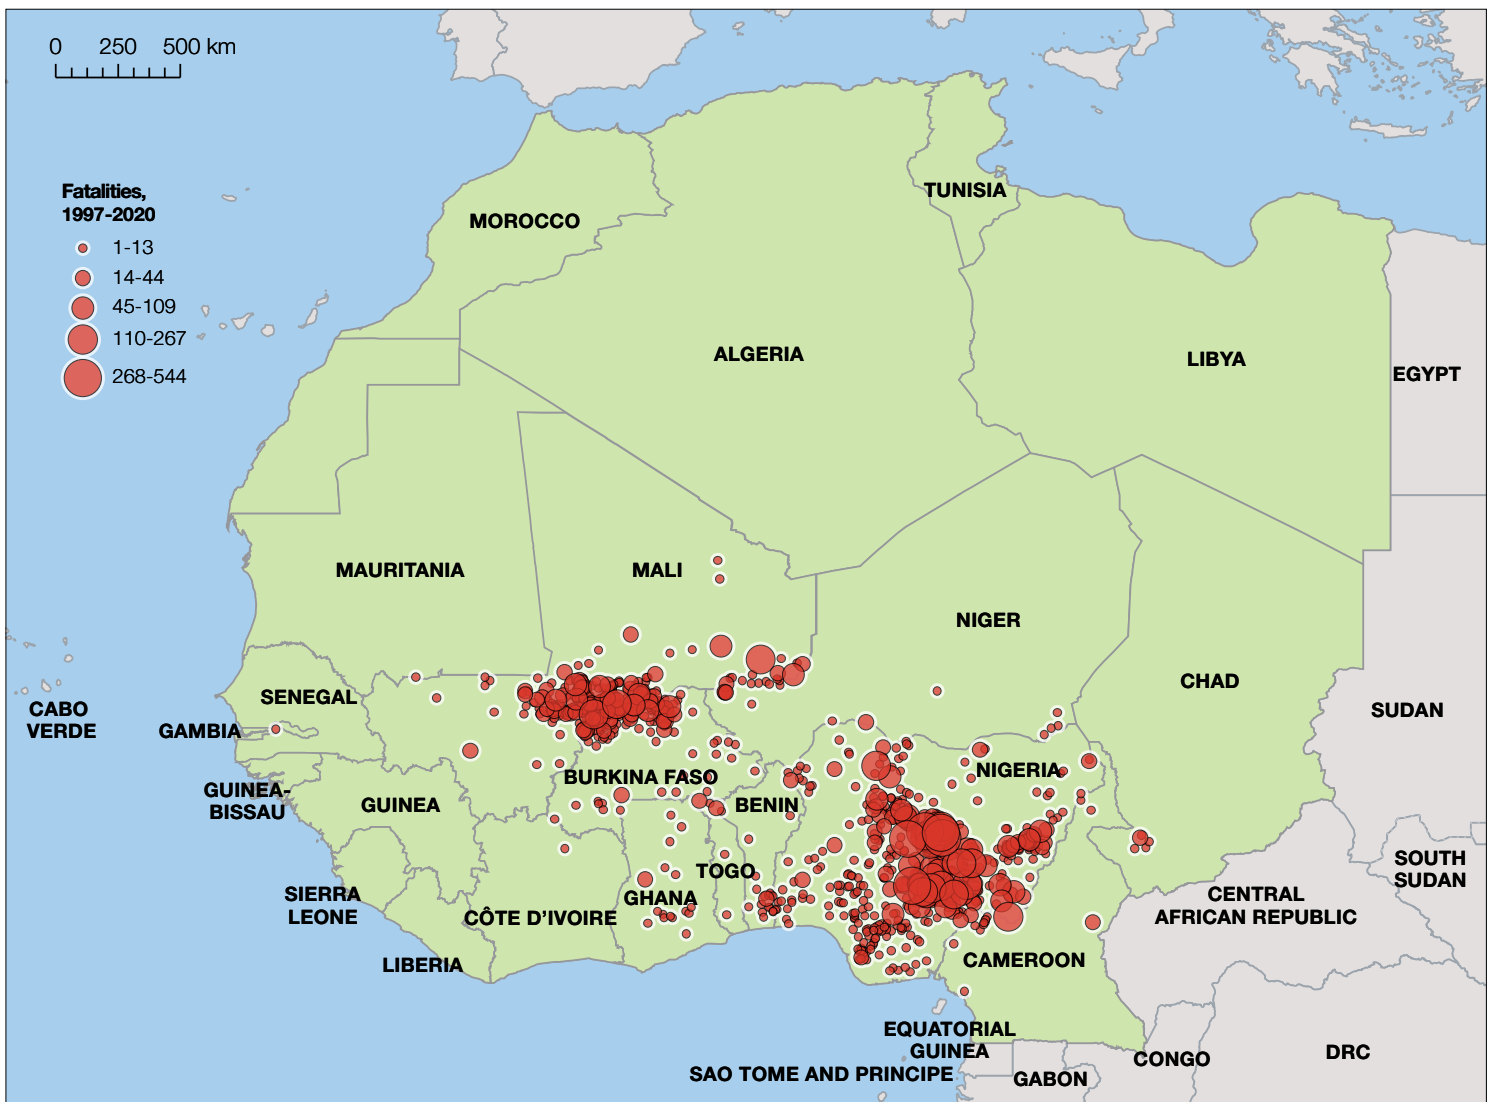 0 250 500 km
Fatalities,
1997-2020
1-13
14-44
45-109
110-267
268-544
TUNISIA
MOROCCO
ALGERIA
LIBYA
EGYPT
MAURITANIA
MALI
NIGER
CHAD
SENEGAL
SUDAN
CABO
VERDE
GAMBIA
BURKINA FASO
NIGERIA
GUINEA-
BISSAU
GUINEA
BENIN
SOUTH
SUDAN
TOGO
SIERRA
LEONE
GHANA
CENTRAL
AFRICAN REPUBLIC
CÔTE D'IVOIRE
LIBERIA
CAMEROON
EQUATORIAL
GUINEA
SAO TOME AND PRINCIPE
GABON
CONGO
DRC